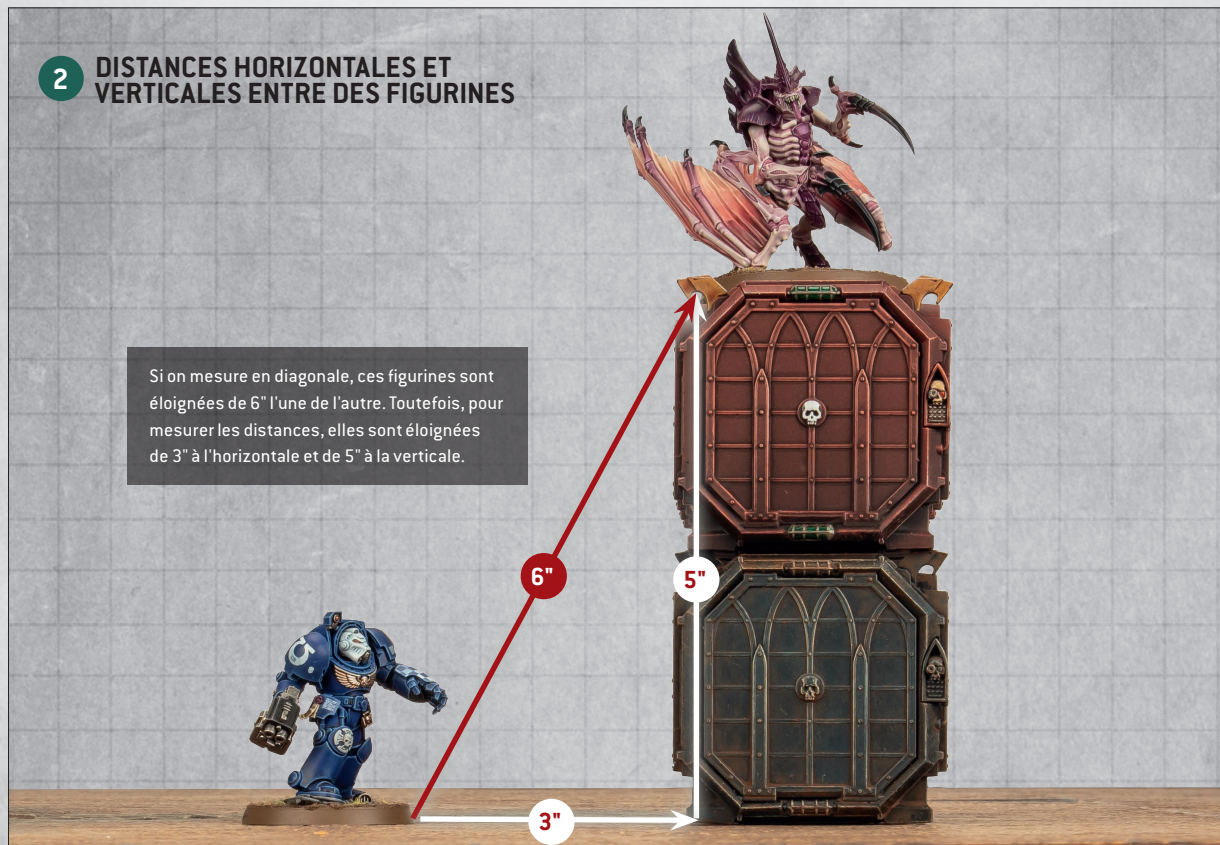 2
DISTANCES HORIZONTALES ET
VERTICALES ENTRE DES FIGURINES
Si on mesure en diagonale, ces figurines sont
éloignées de 6" l'une de l'autre. Toutefois, pour
mesurer les distances, elles sont éloignées
de 3" à l'horizontale et de 5" à la verticale.
6"
5"
3"